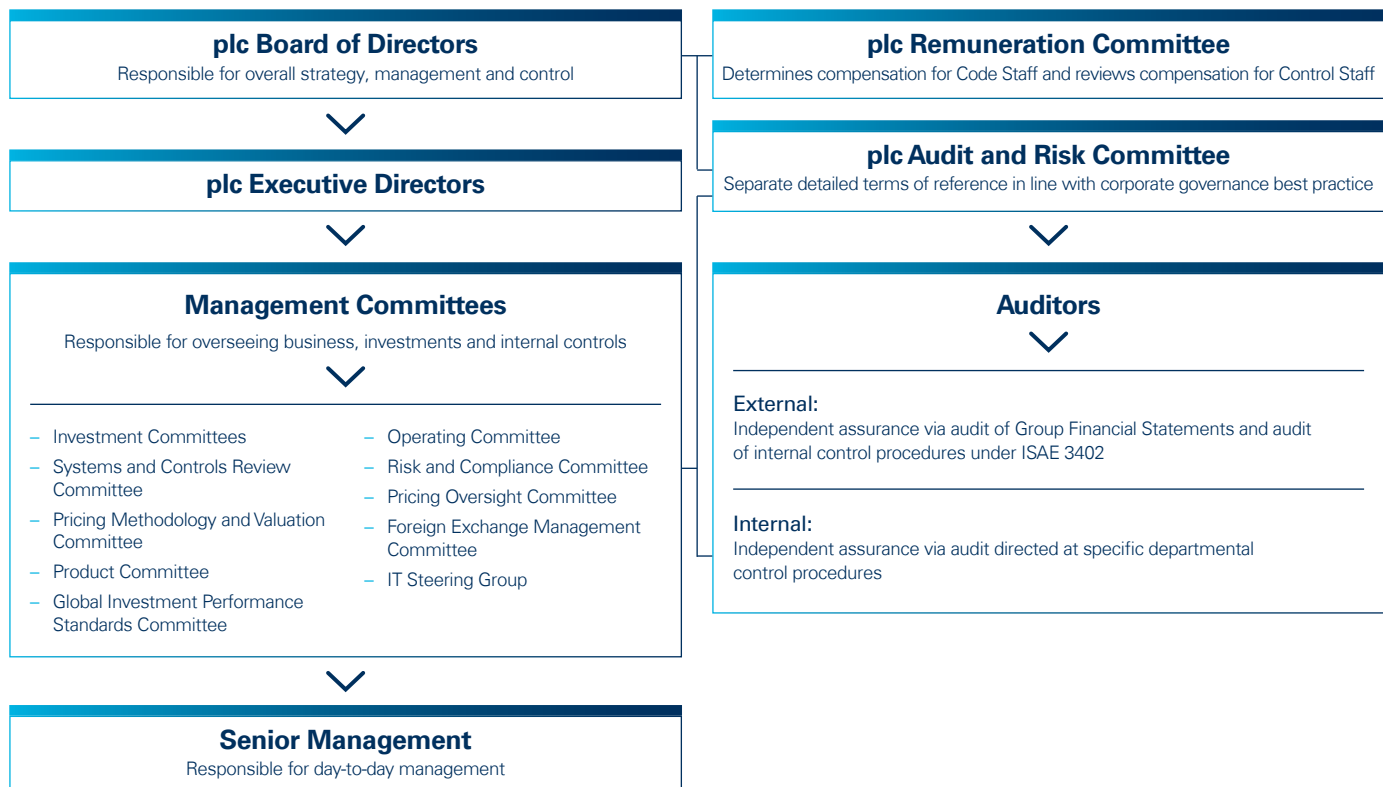 plc Board of Directors
Responsible for overall strategy, management and control
plc Executive Directors
Management Committees
Responsible for overseeing business, investments and internal controls
– Investment Committees
– Systems and Controls Review
Committee
– Pricing Methodology and Valuation
Committee
– Product Committee
– Global Investment Performance
Standards Committee
– Operating Committee
– Risk and Compliance Committee
– Pricing Oversight Committee
– Foreign Exchange Management
Committee
– IT Steering Group
Senior Management
Responsible for day-to-day management
plc Remuneration Committee
Determines compensation for Code Staff and reviews compensation for Control Staff
plc Audit and Risk Committee
Separate detailed terms of reference in line with corporate governance best practice
Auditors
External:
Independent assurance via audit of Group Financial Statements and audit
of internal control procedures under ISAE 3402
Internal:
Independent assurance via audit directed at specific departmental
control procedures